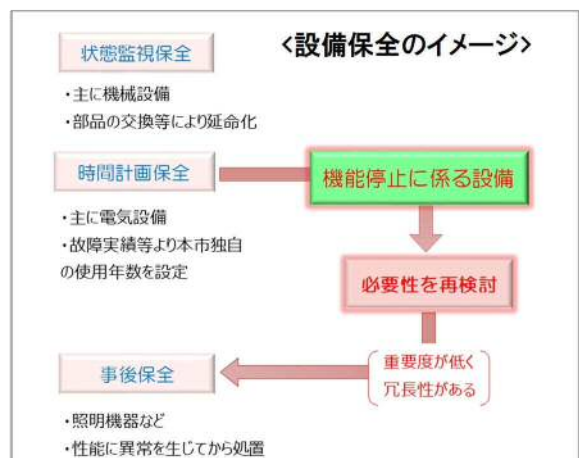 <設備保全のイメージ>
状態監視保全
・主に機械設備
・部品の交換等により延命化
時間計画保全
機能停止に係る設備
・主に電気設備
・故障実績等より本市独自
の使用年数を設定
必要性を再検討
重要度が低く
冗長性がある
事後保全
・照明機器など
・性能に異常を生じてから処置